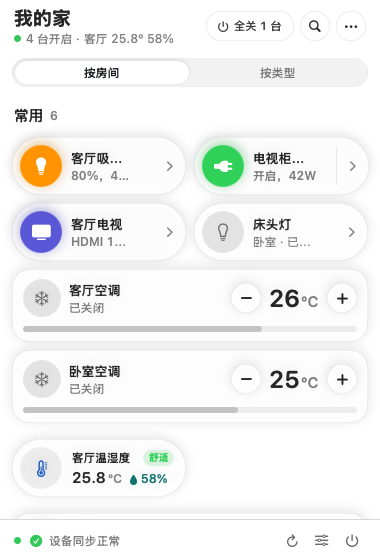 我的家
4 台开启 · 客厅 25.8° 58%
全关 1 台
按房间
按类型
常用 6
客厅吸...
80%，4...
电视柜...
开启，42W
客厅电视
HDMI 1...
床头灯
卧室 · 已...
客厅空调
已关闭
26°C
卧室空调
已关闭
25°C
客厅温湿度 舒适
25.8°C 58%
设备同步正常